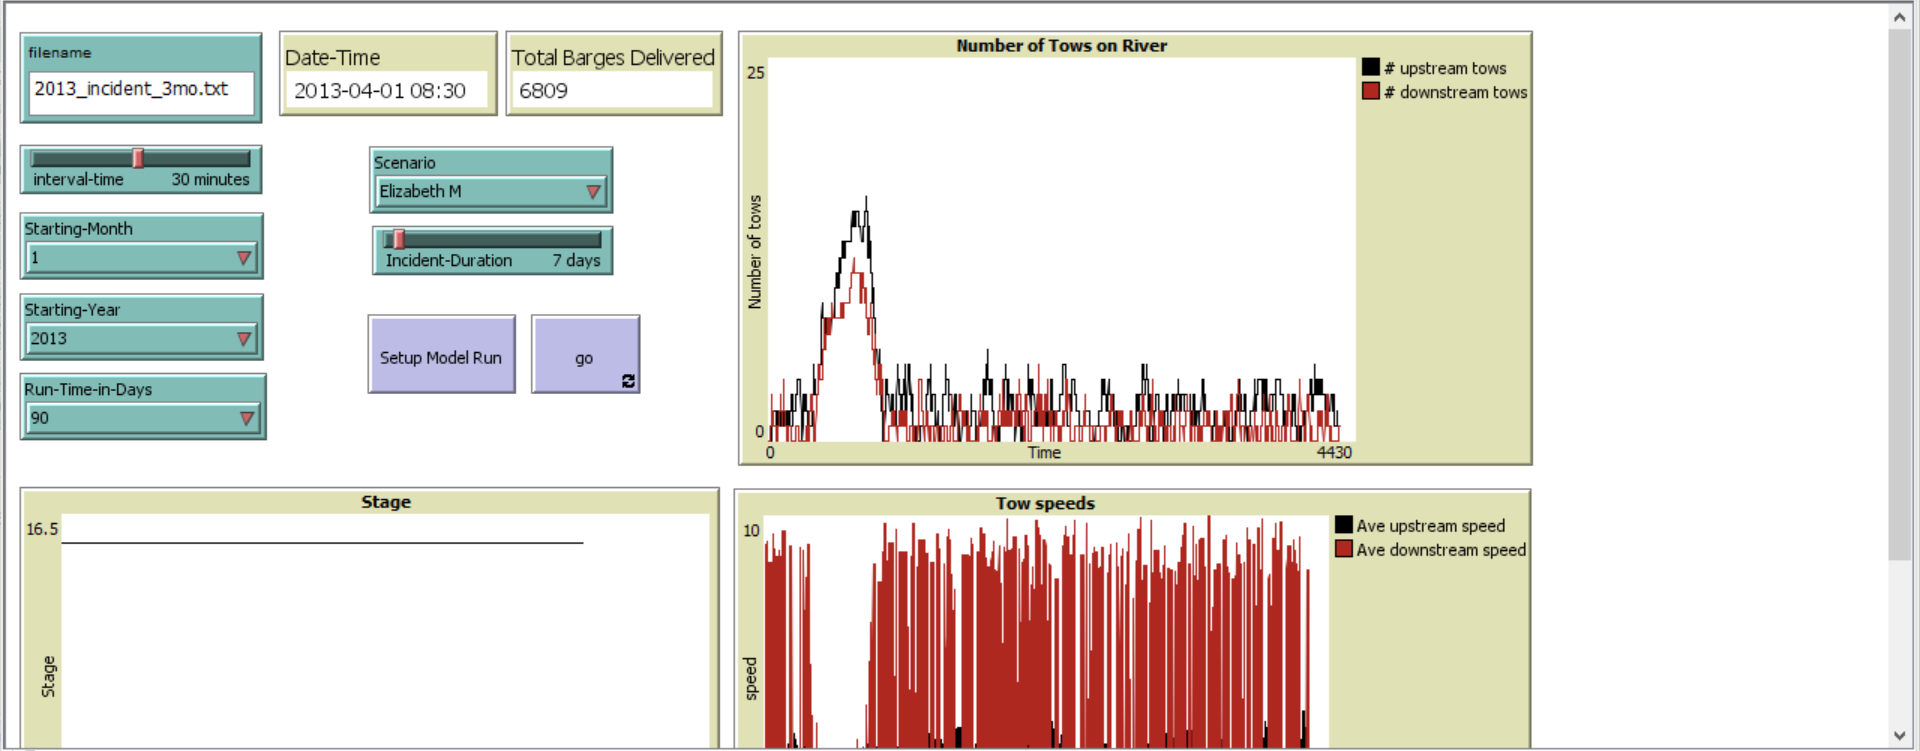 filename
2013_incident_3mo.txt
Date-Time
2013-04-01 08:30
Total Barges Delivered
6809
interval-time 30 minutes
Starting-Month
1
Starting-Year
2013
Run-Time-in-Days
90
Scenario
Elizabeth M
Incident-Duration 7 days
Setup Model Run
go
Number of Tows on River
25
Number of tows
0
0 Time 4430
# upstream tows
# downstream tows
Stage
16.5
Stage
Tow speeds
10
speed
Ave upstream speed
Ave downstream speed